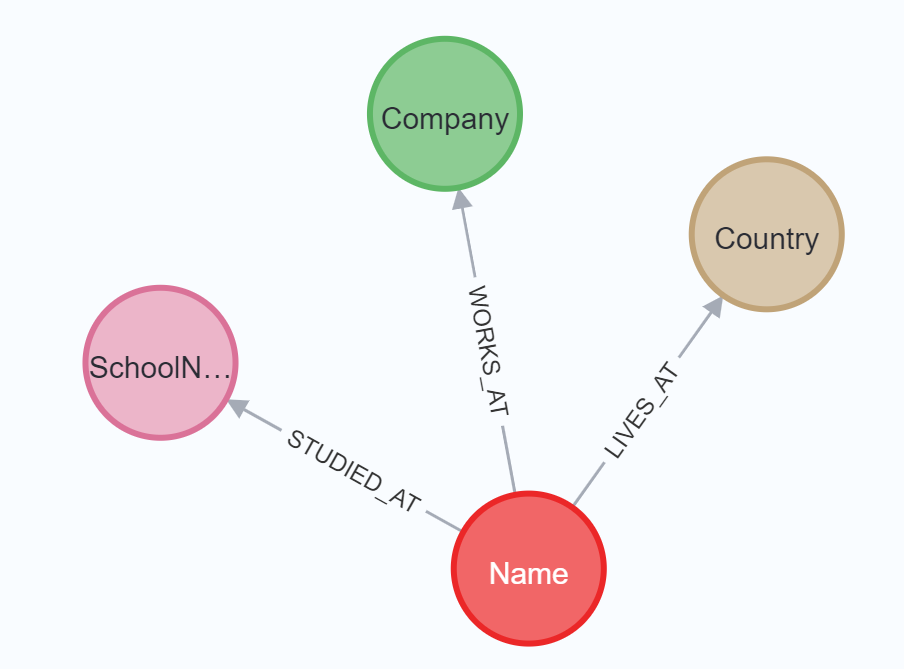 Company
Country
WORKS_AT
SchoolN...
LIVES_AT
STUDIED_AT
Name